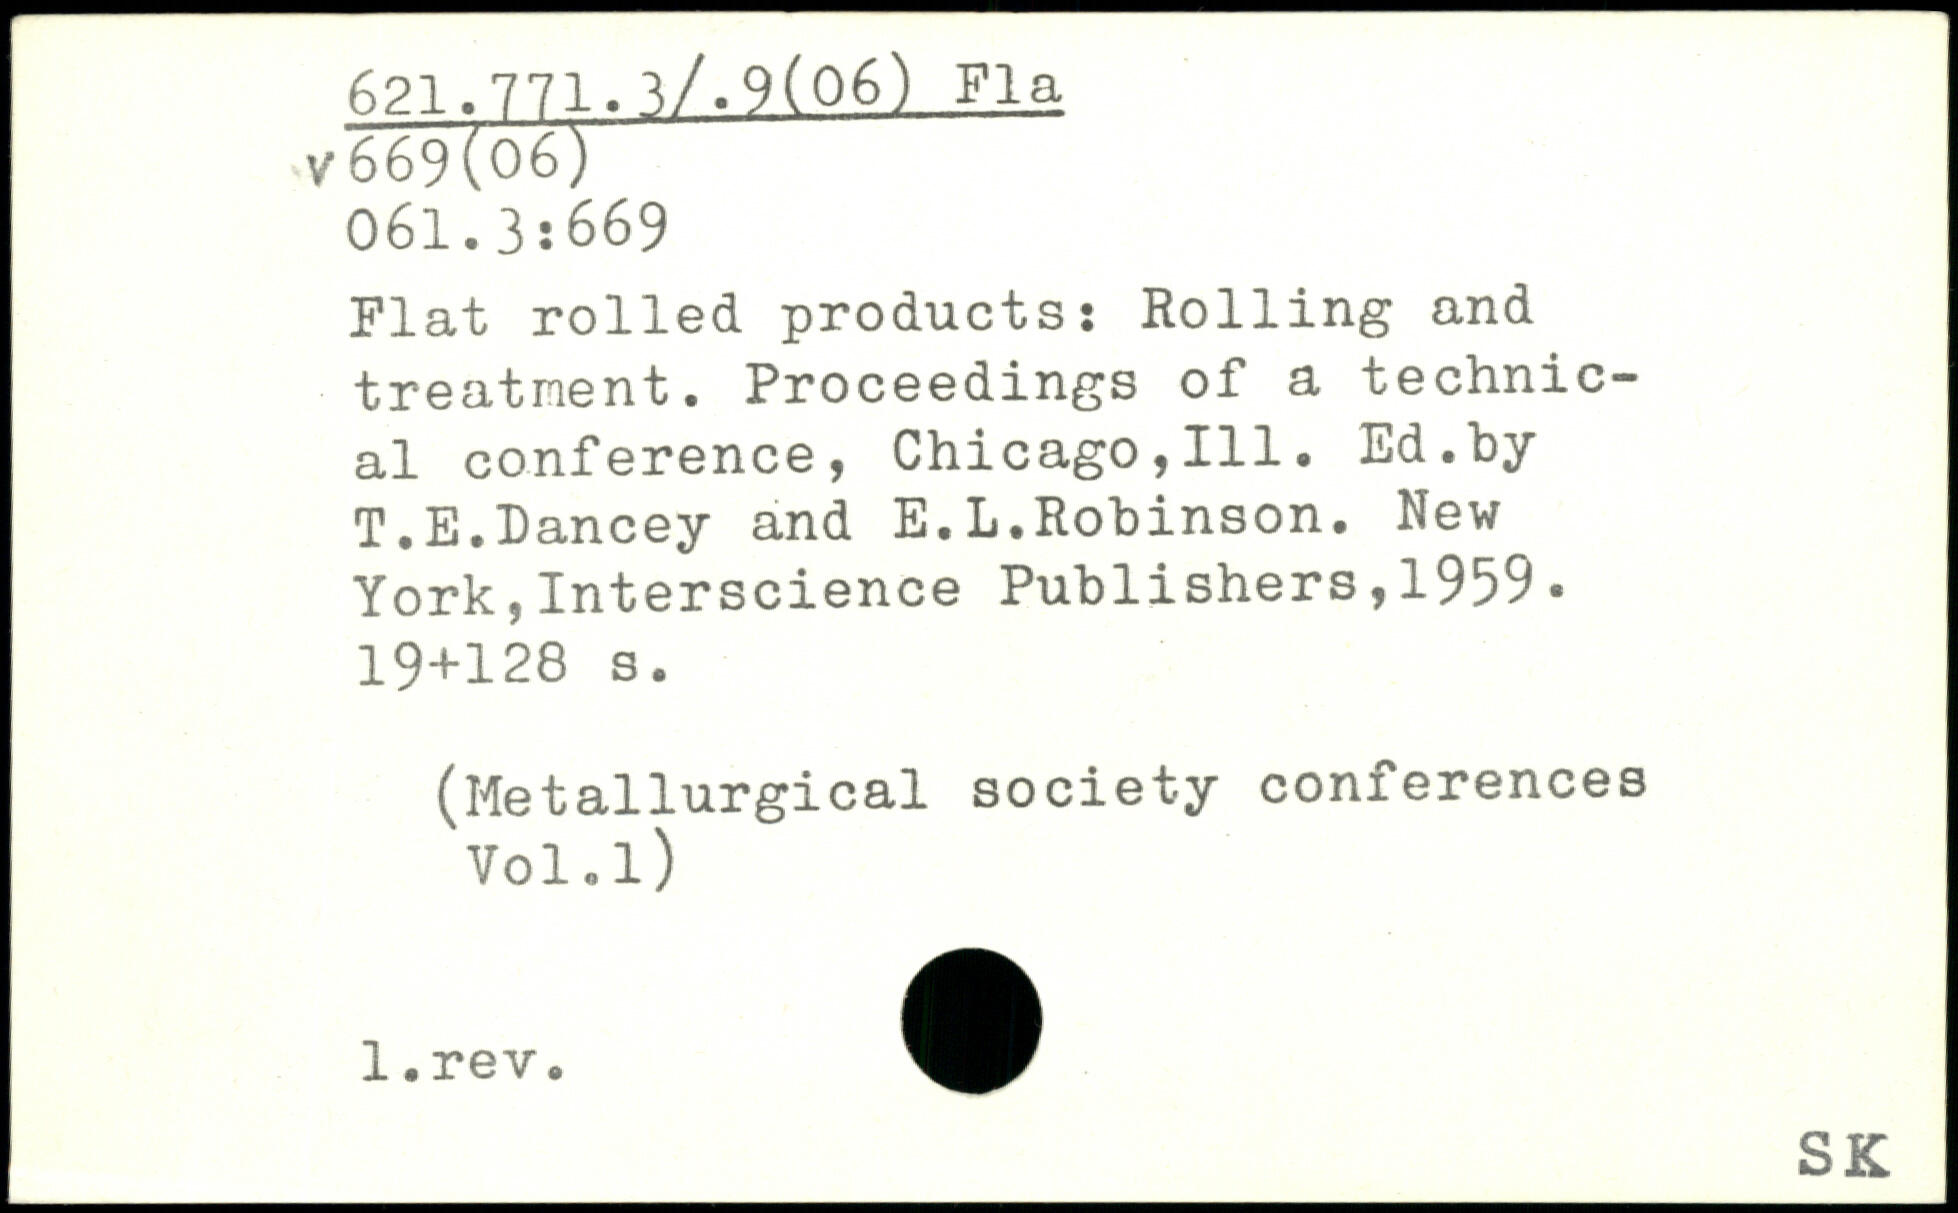 621.771.3/.9(06) Fla
v 669(06)
061.3:669
Flat rolled products: Rolling and
treatment. Proceedings of a technic-
al conference, Chicago,Ill. Ed.by
T.E.Dancey and E.L.Robinson. New
York,Interscience Publishers,1959.
19+128 s.
(Metallurgical society conferences
Vol.1)
1.rev.
SK